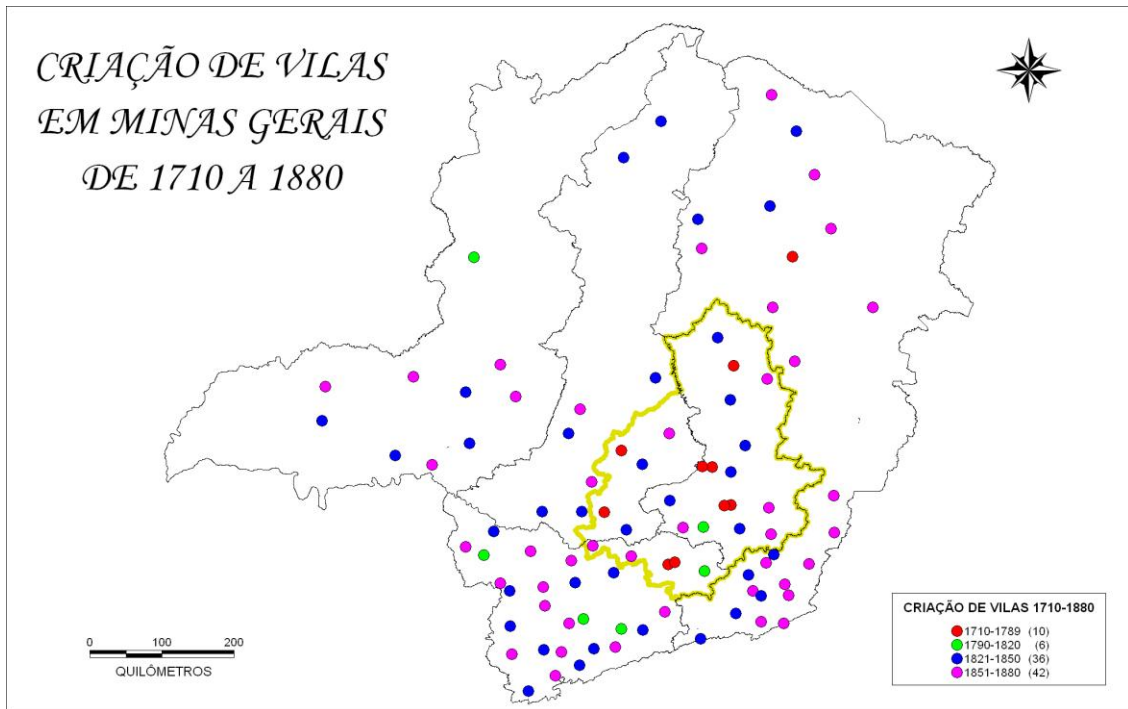 CRIAÇÃO DE VILAS
EM MINAS GERAIS
DE 1710 A 1880
0 100 200
QUILÔMETROS
CRIAÇÃO DE VILAS 1710-1880
1710-1789 (10)
1790-1820 (6)
1821-1850 (36)
1851-1880 (42)